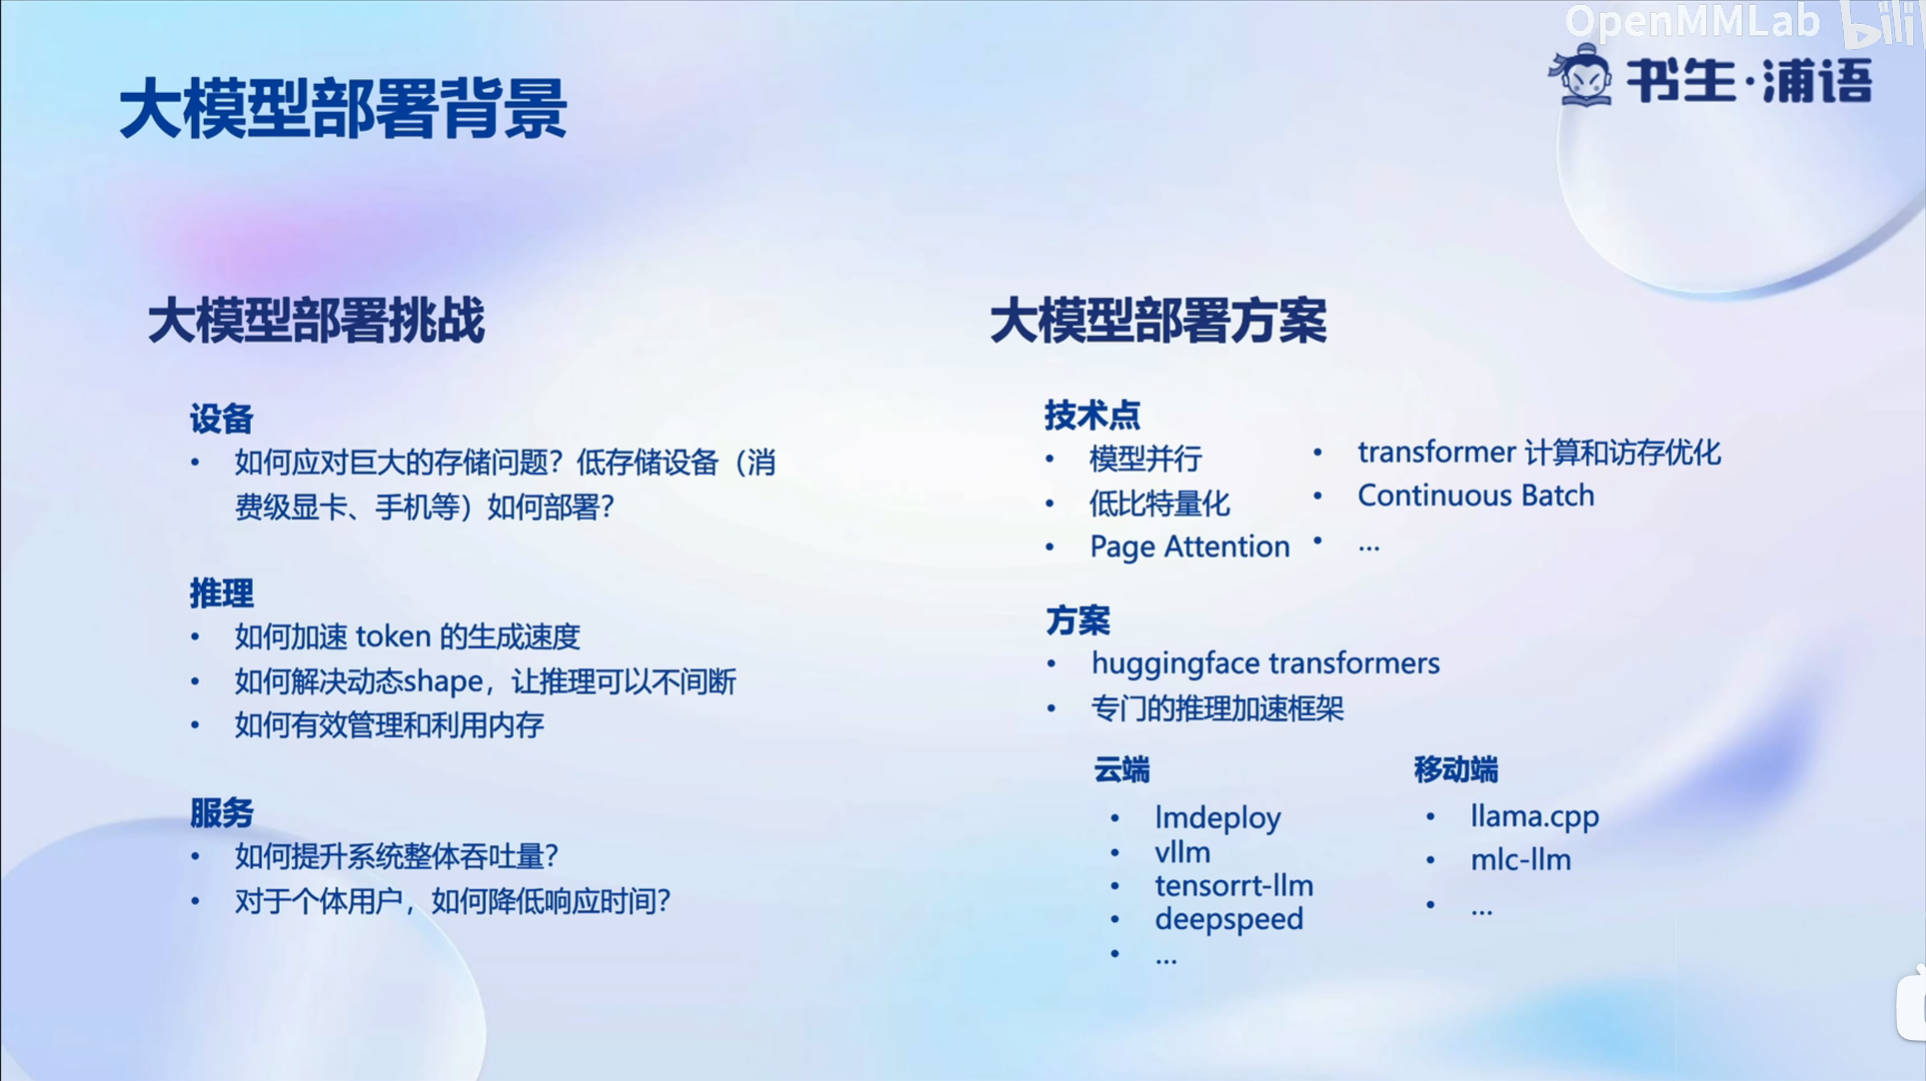 OpenMMLab bili
书生·浦语
大模型部署背景
大模型部署挑战
设备
• 如何应对巨大的存储问题？低存储设备（消
费级显卡、手机等）如何部署？
推理
• 如何加速 token 的生成速度
• 如何解决动态shape，让推理可以不间断
• 如何有效管理和利用内存
服务
• 如何提升系统整体吞吐量？
• 对于个体用户，如何降低响应时间？
大模型部署方案
技术点
• 模型并行
• 低比特量化
• Page Attention
• transformer 计算和访存优化
• Continuous Batch
• ...
方案
• huggingface transformers
• 专门的推理加速框架
云端
• lmdeploy
• vllm
• tensorrt-llm
• deepspeed
• ...
移动端
• llama.cpp
• mlc-llm
• ...